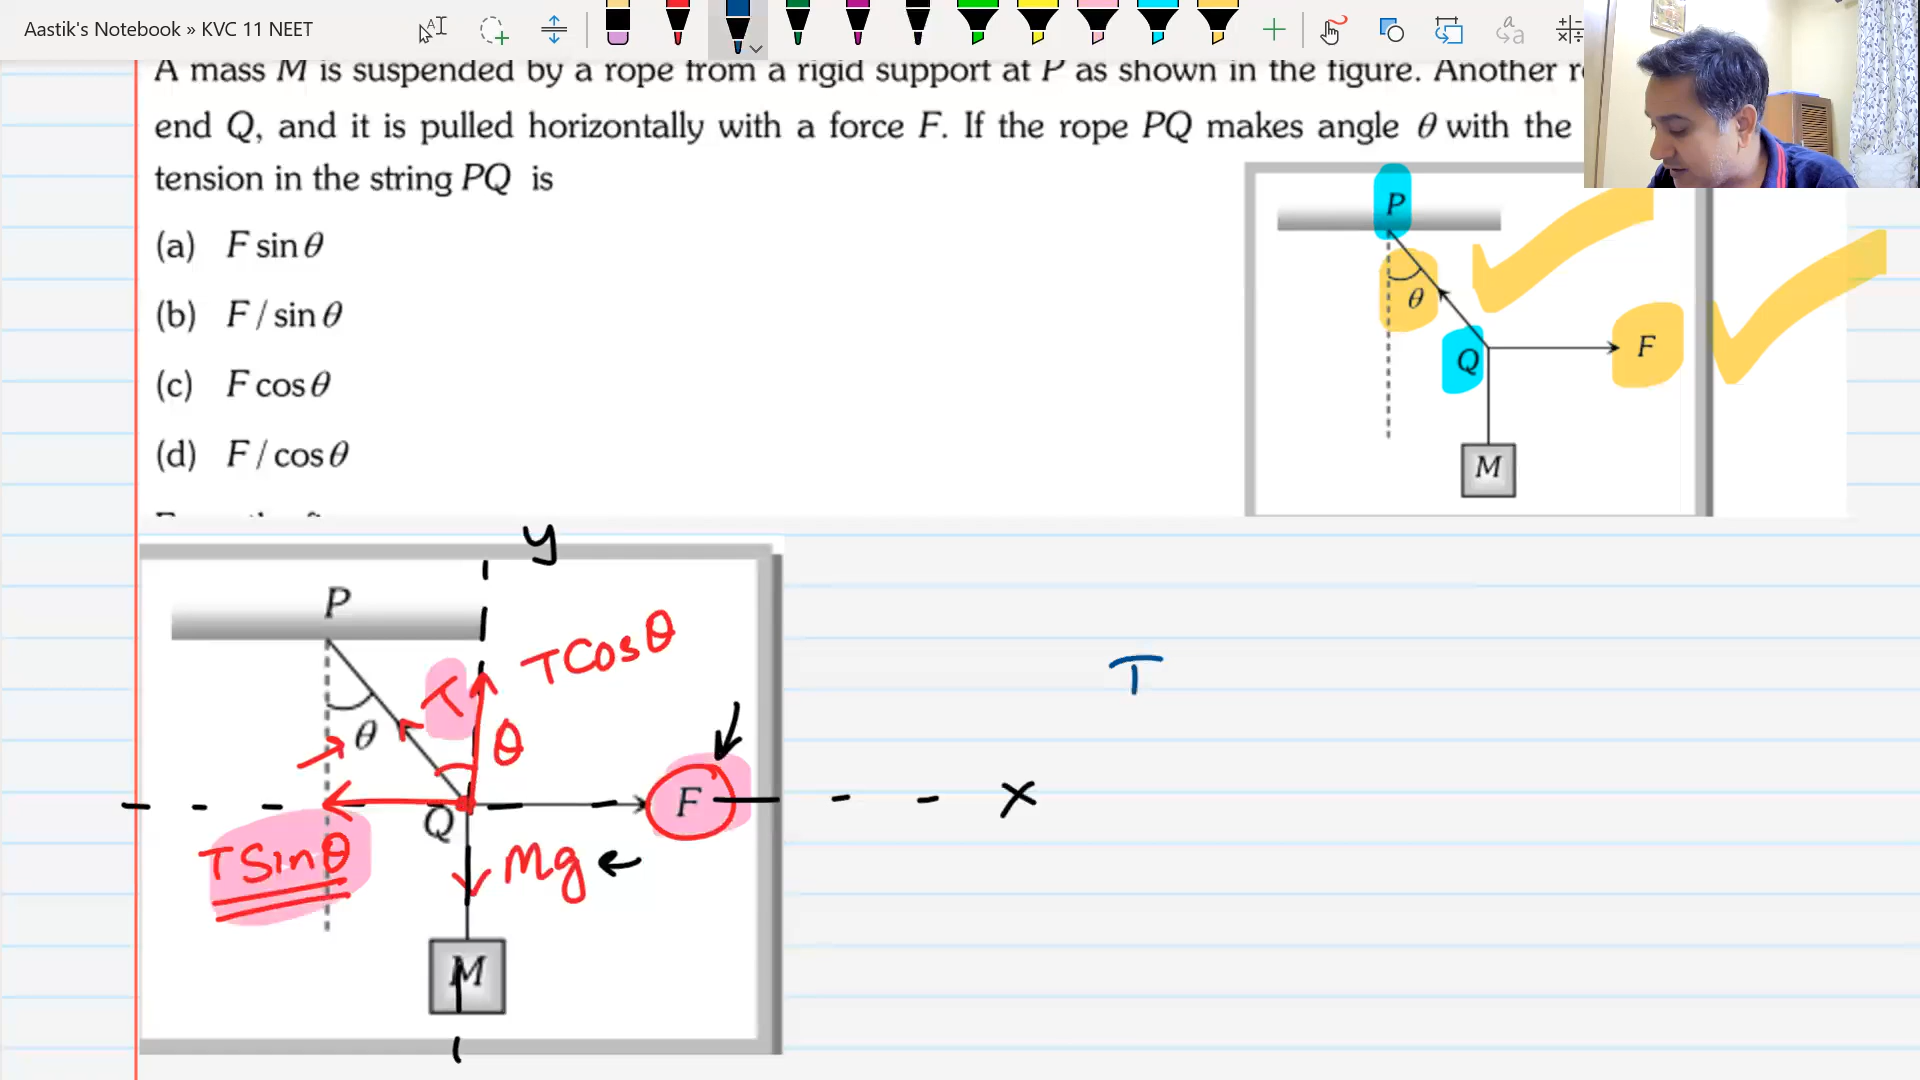 Aastik's Notebook » KVC 11 NEET
A mass M is suspended by a rope from a rigid support at P as shown in the figure. Another
end Q, and it is pulled horizontally with a force F. If the rope PQ makes angle θ with the
tension in the string PQ is
(a) F sin θ
(b) F / sin θ
(c) F cos θ
(d) F / cos θ
P
θ
Q
F
M
y
P
T Cos θ
T
θ
θ
F
x
Q
T Sin θ
Mg
M
T